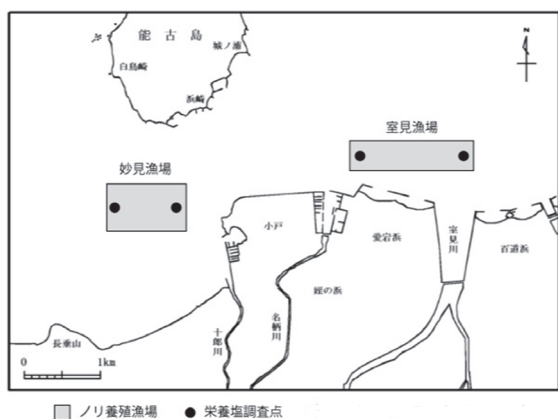 能古島
城ノ浦
白鳥崎
浜崎
N
室見漁場
妙見漁場
小戸
愛宕浜
室見川
百道浜
姪の浜
名柄川
十郎川
長垂山
0 1km
ノリ養殖漁場 ● 栄養塩調査点